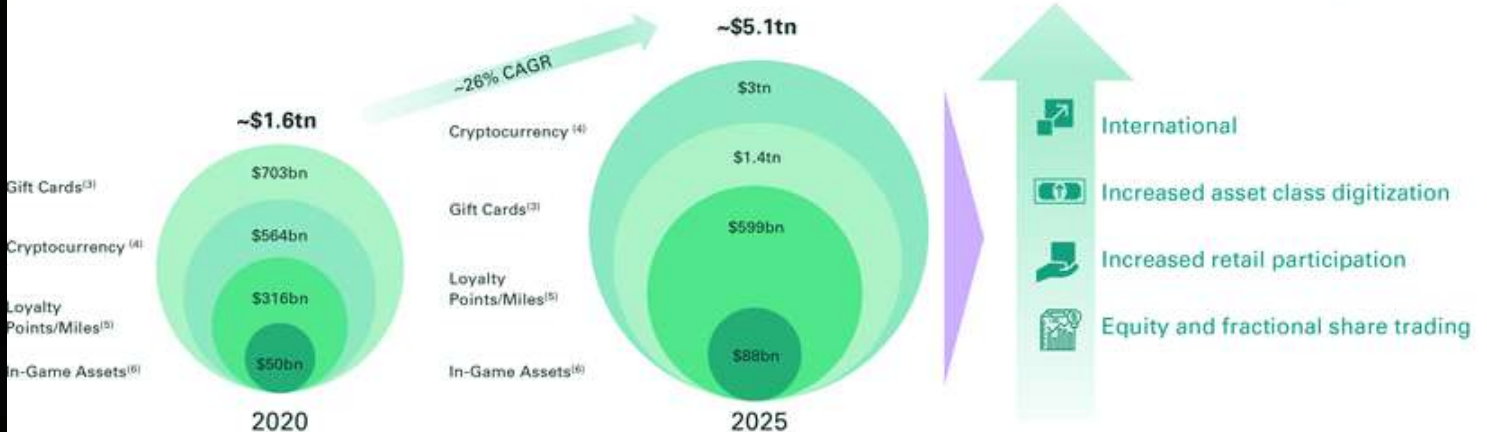 ~$1.6tn
Gift Cards(3)
$703bn
Cryptocurrency (4)
$564bn
Loyalty
Points/Miles(5)
$316bn
In-Game Assets(6)
$50bn
2020
~26% CAGR
~$5.1tn
Cryptocurrency (4)
$3tn
Gift Cards(3)
$1.4tn
Loyalty
Points/Miles(5)
$599bn
In-Game Assets(6)
$88bn
2025
International
Increased asset class digitization
Increased retail participation
Equity and fractional share trading